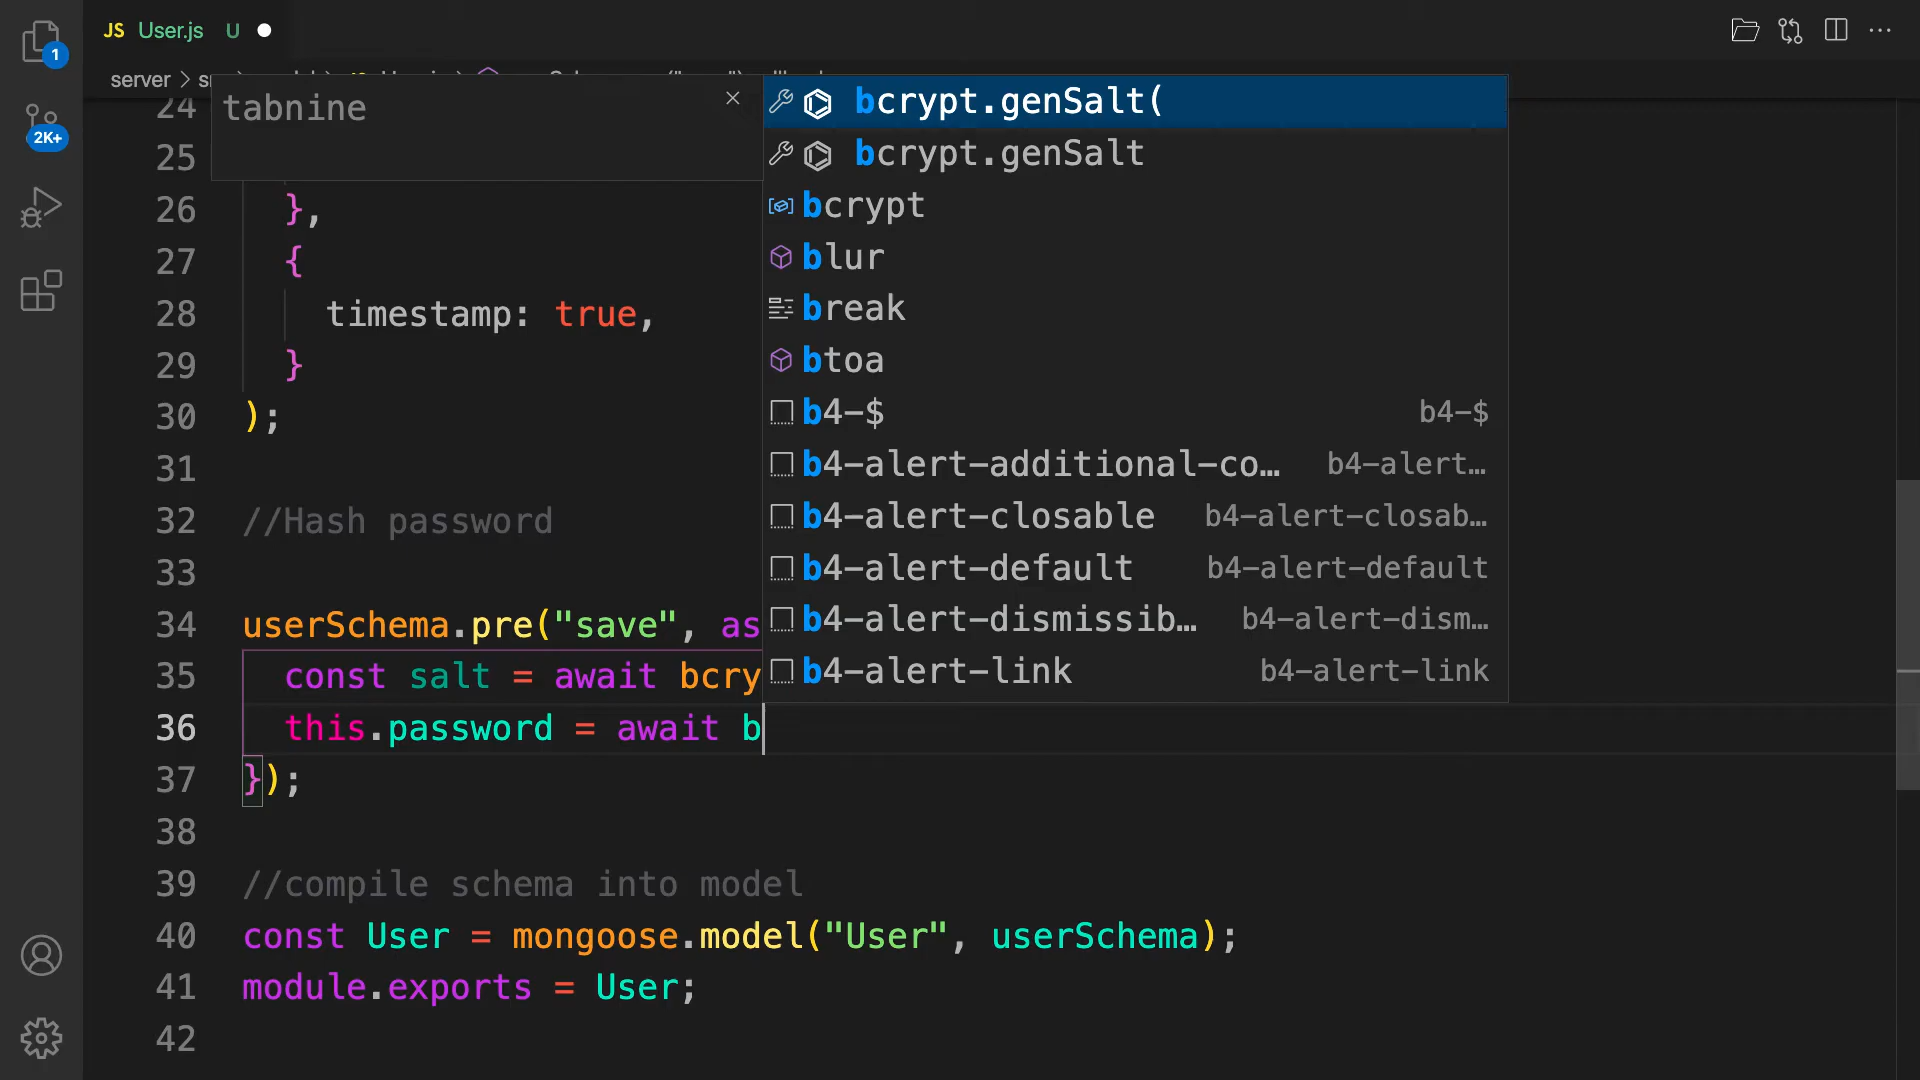 1
JS User.js U
server
tabnine
2K+
24
25
26 },
27 {
28 timestamp: true,
29 }
30 );
31
32 //Hash password
33
34 userSchema.pre("save", as
35 const salt = await bcry
36 this.password = await b
37 });
38
39 //compile schema into model
40 const User = mongoose.model("User", userSchema);
41 module.exports = User;
42
bcrypt.genSalt(
bcrypt.genSalt
bcrypt
blur
break
btoa
b4-$ b4-$
b4-alert-additional-co… b4-alert…
b4-alert-closable b4-alert-closab…
b4-alert-default b4-alert-default
b4-alert-dismissib… b4-alert-dism…
b4-alert-link b4-alert-link